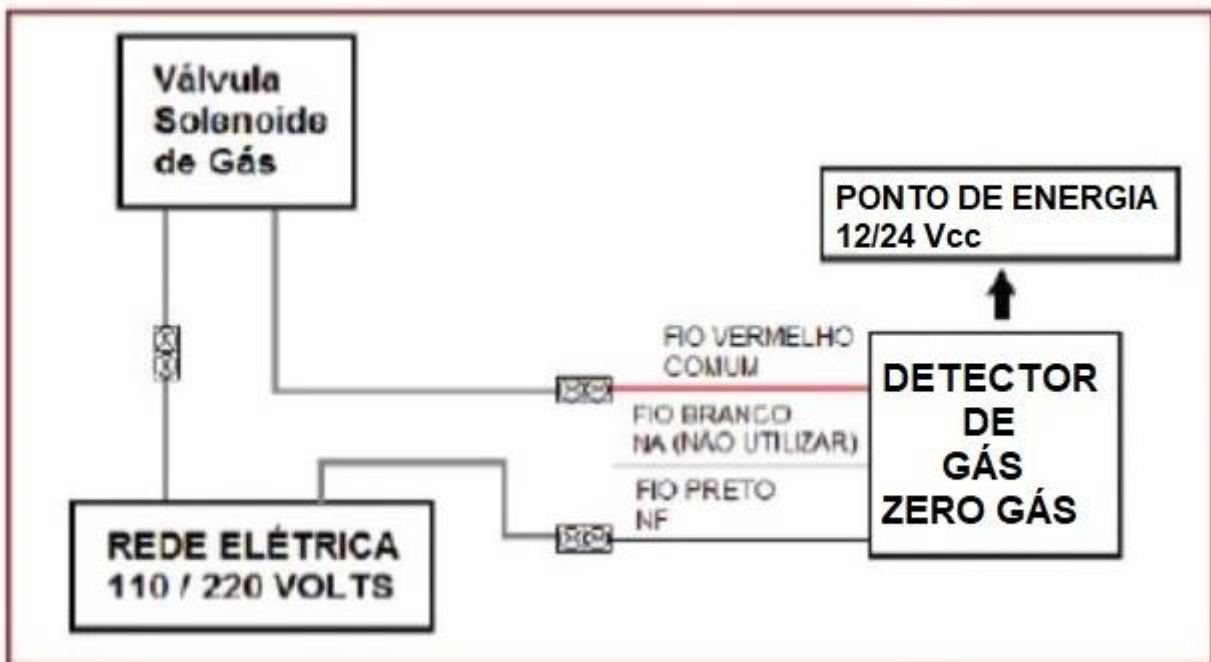 Válvula
Solenoide
de Gás
PONTO DE ENERGIA
12/24 Vcc
FIO VERMELHO
COMUM
FIO BRANCO
NA (NÃO UTILIZAR)
FIO PRETO
NF
DETECTOR
DE
GÁS
ZERO GÁS
REDE ELÉTRICA
110 / 220 VOLTS